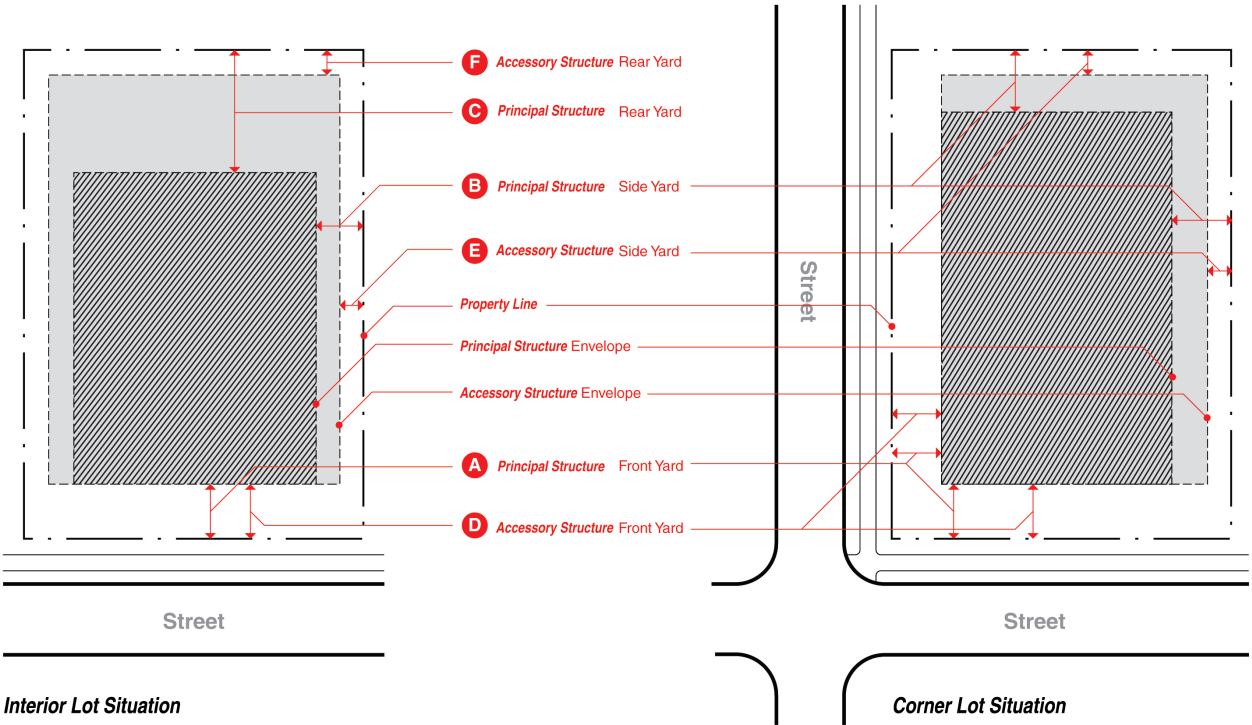 F Accessory Structure Rear Yard
C Principal Structure Rear Yard
B Principal Structure Side Yard
E Accessory Structure Side Yard
Street
Property Line
Principal Structure Envelope
Accessory Structure Envelope
A Principal Structure Front Yard
D Accessory Structure Front Yard
Street
Street
Interior Lot Situation
Corner Lot Situation